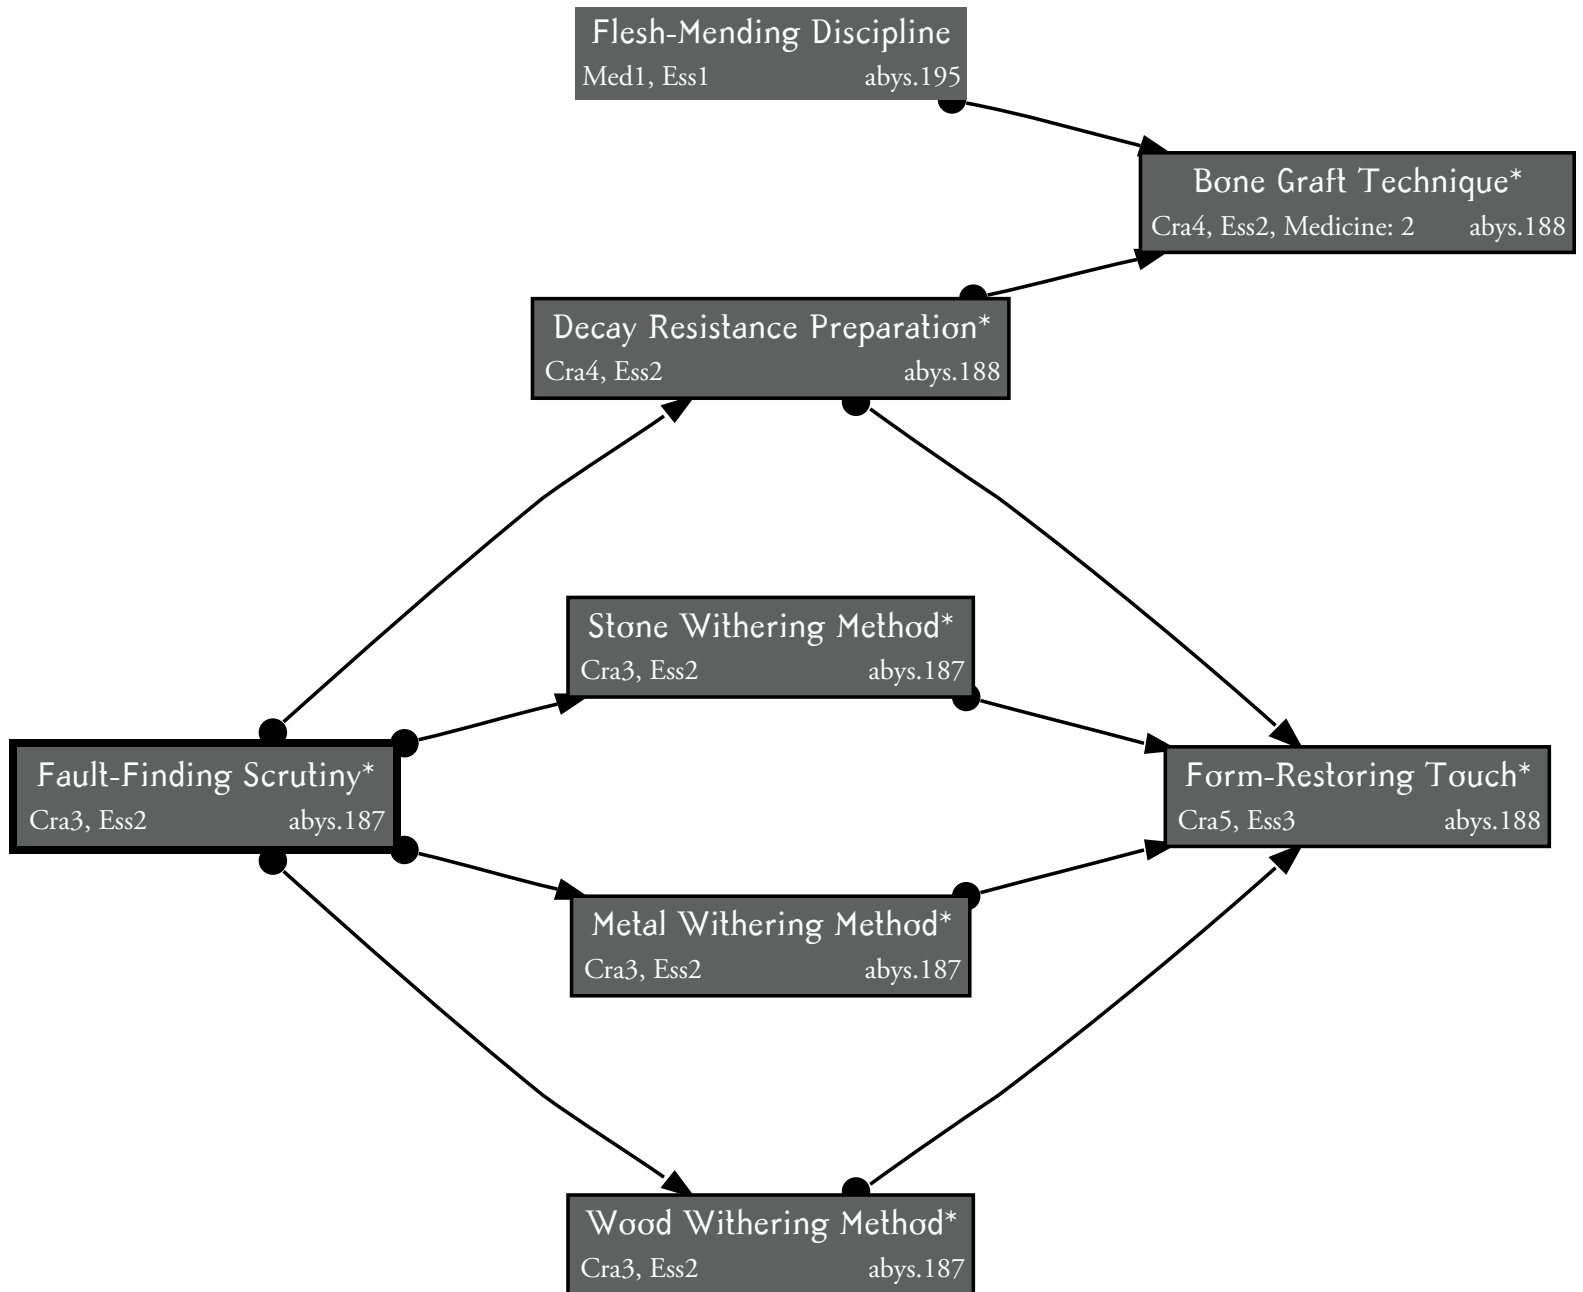 Flesh-Mending Discipline
Med1, Ess1 abys.195
Bone Graft Technique*
Cra4, Ess2, Medicine: 2 abys.188
Decay Resistance Preparation*
Cra4, Ess2 abys.188
Stone Withering Method*
Cra3, Ess2 abys.187
Fault-Finding Scrutiny*
Cra3, Ess2 abys.187
Form-Restoring Touch*
Cra5, Ess3 abys.188
Metal Withering Method*
Cra3, Ess2 abys.187
Wood Withering Method*
Cra3, Ess2 abys.187